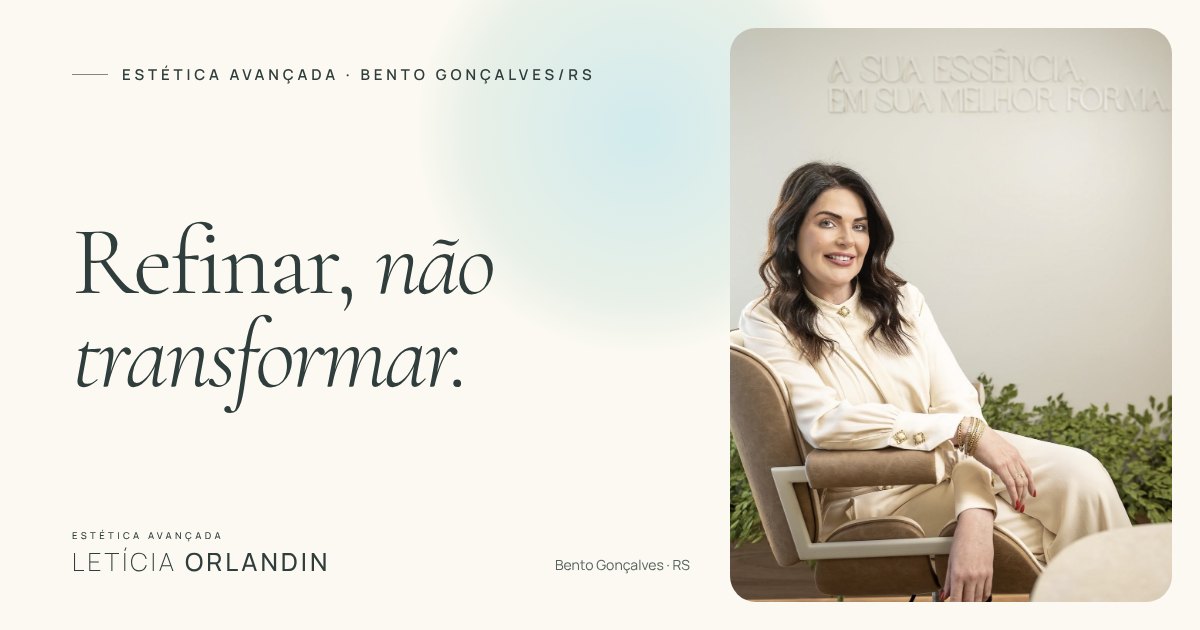 ESTÉTICA AVANÇADA · BENTO GONÇALVES/RS
Refinar, não
transformar.
ESTÉTICA AVANÇADA
LETÍCIA ORLANDIN
Bento Gonçalves · RS
A SUA ESSÊNCIA,
EM SUA MELHOR FORMA.